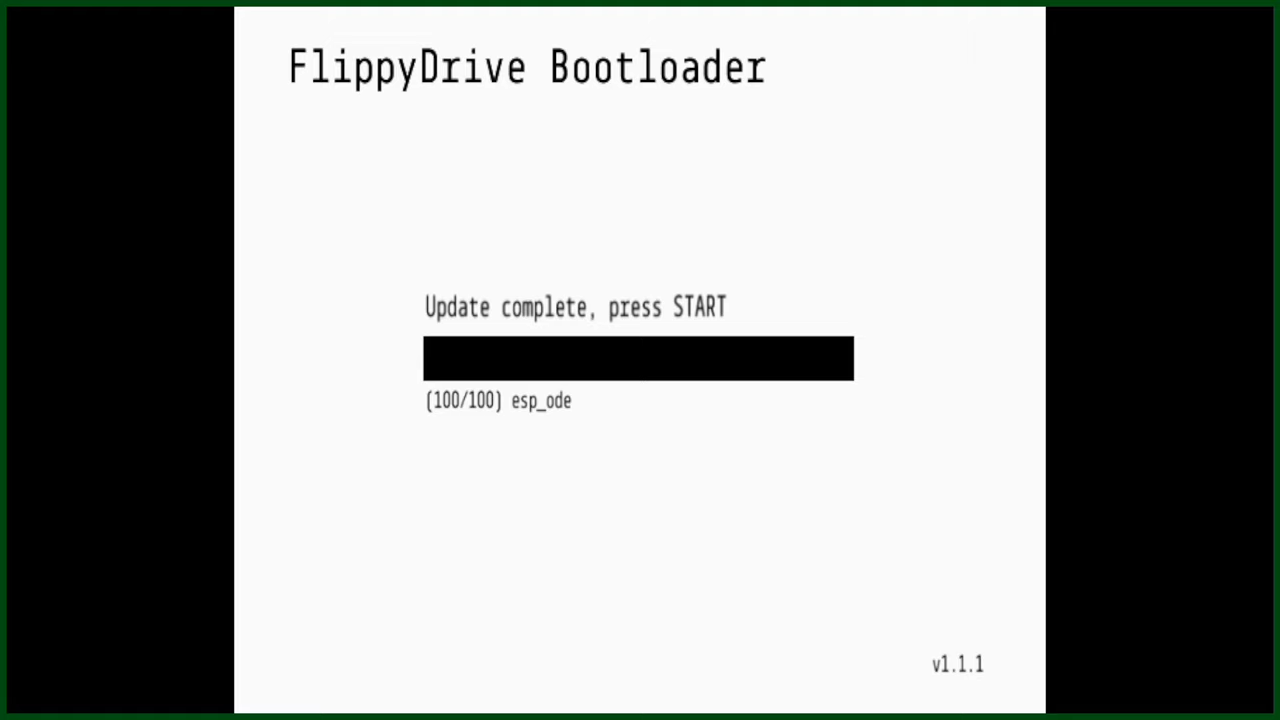 FlippyDrive Bootloader
Update complete, press START
(100/100) esp_ode
v1.1.1